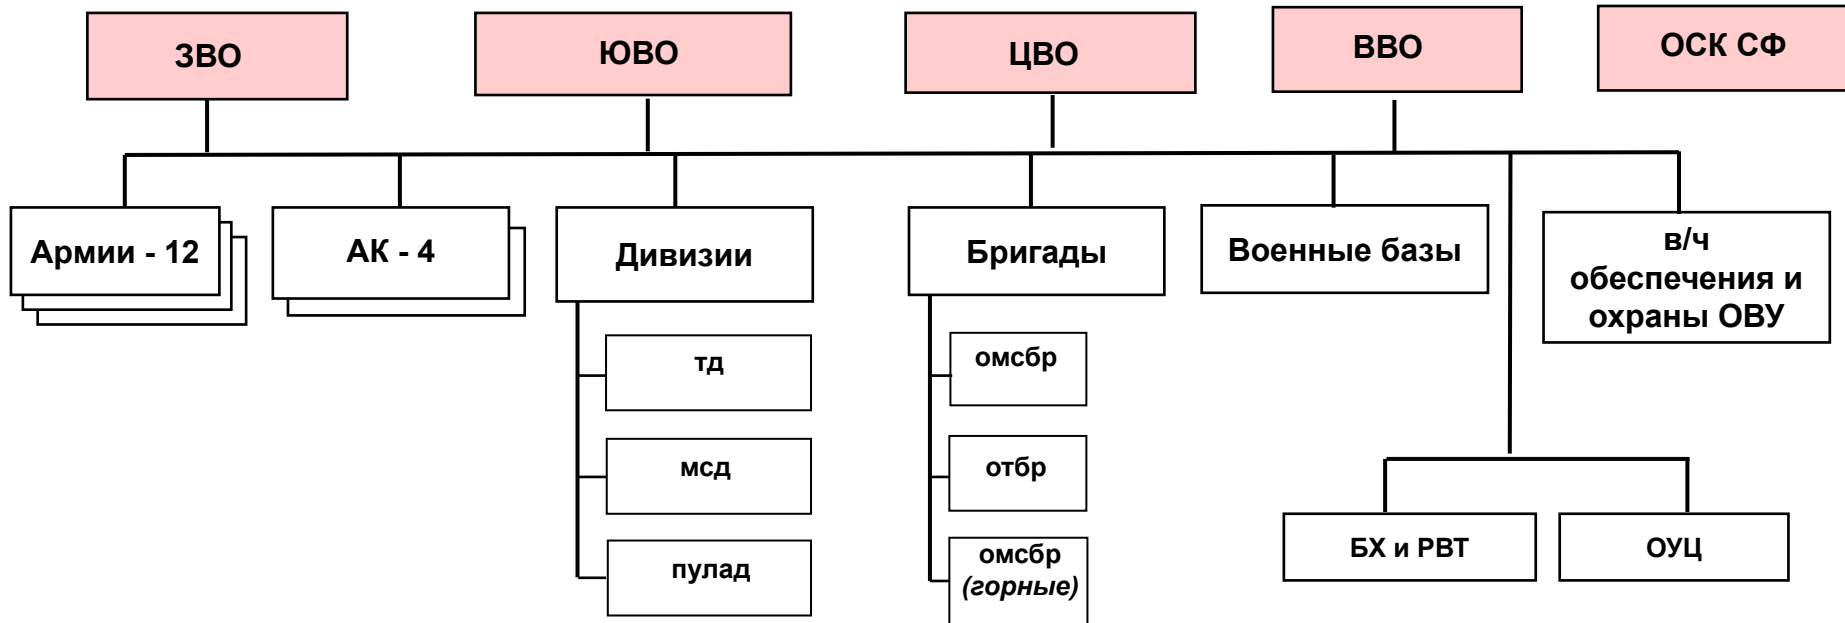 ЗВО
ЮВО
ЦВО
ВВО
ОСК СФ
Армии - 12
АК - 4
Дивизии
Бригады
Военные базы
в/ч
обеспечения и
охраны ОВУ
тд
мсд
пулад
омсбр
отбр
омсбр
(горные)
БХ и РВТ
ОУЦ